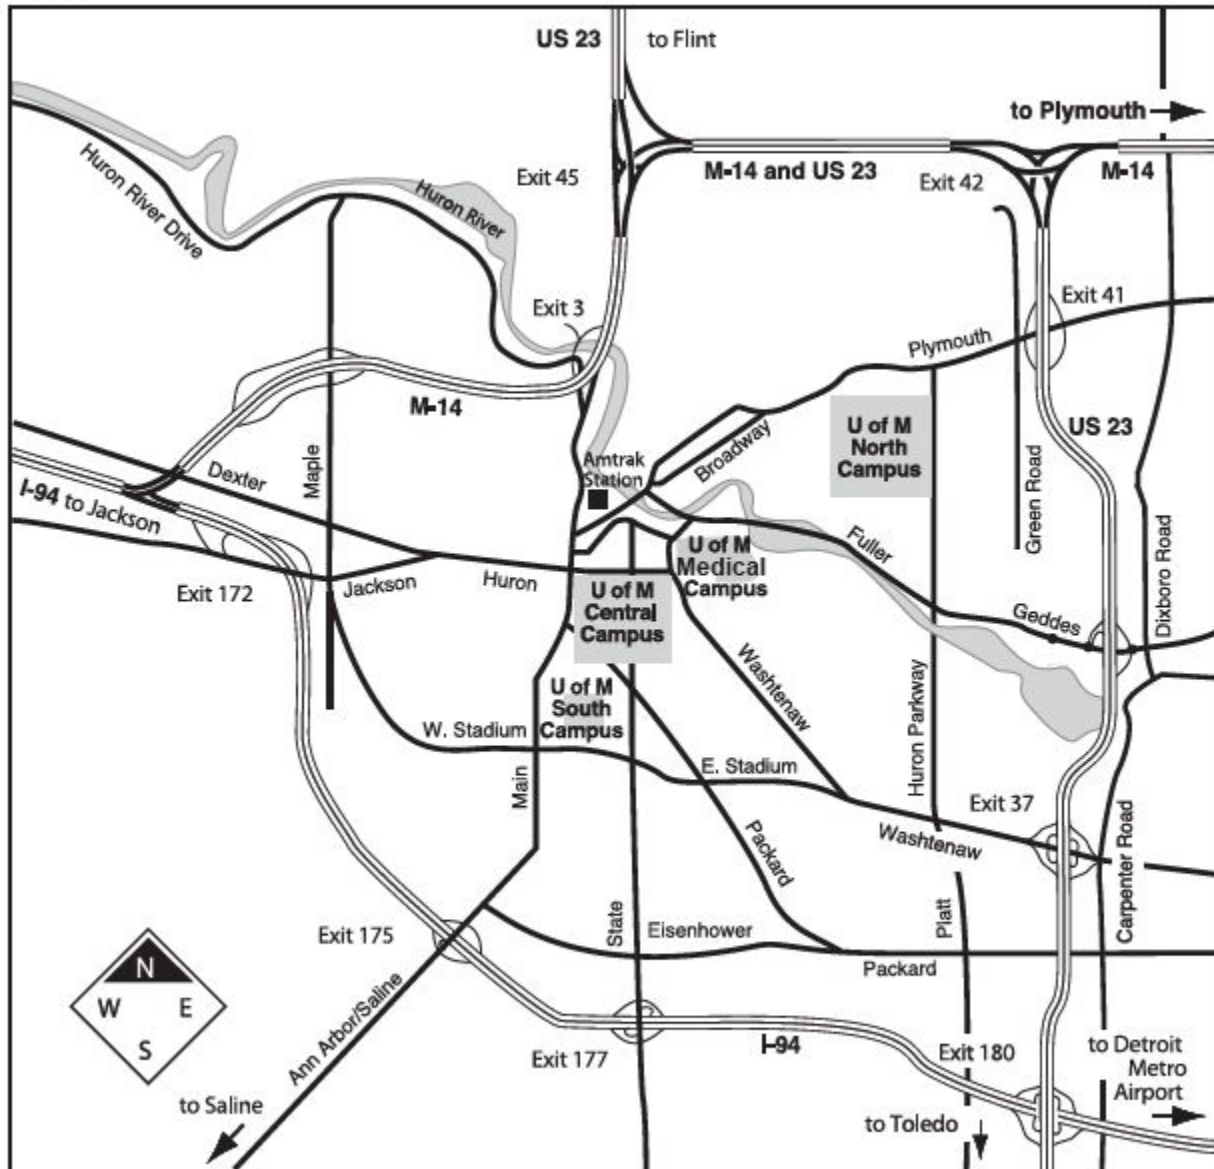 US 23
to Flint
to Plymouth
Huron River Drive
Huron River
Exit 45
M-14 and US 23
Exit 42
M-14
Exit 3
Exit 41
Plymouth
M-14
U of M
North
Campus
US 23
Broadway
Maple
Dexter
Amtrak
Station
I-94 to Jackson
Green Road
Dixboro Road
Fuller
U of M
Medical
Campus
Exit 172
Jackson
Huron
U of M
Central
Campus
Geddes
Washtenaw
U of M
South
Campus
W. Stadium
E. Stadium
Huron Parkway
Main
Exit 37
Washtenaw
Packard
Carpenter Road
Exit 175
State
Eisenhower
Platt
Packard
N
W E
S
Ann Arbor/Saline
Exit 177
I-94
Exit 180
to Detroit
Metro
Airport
to Saline
to Toledo